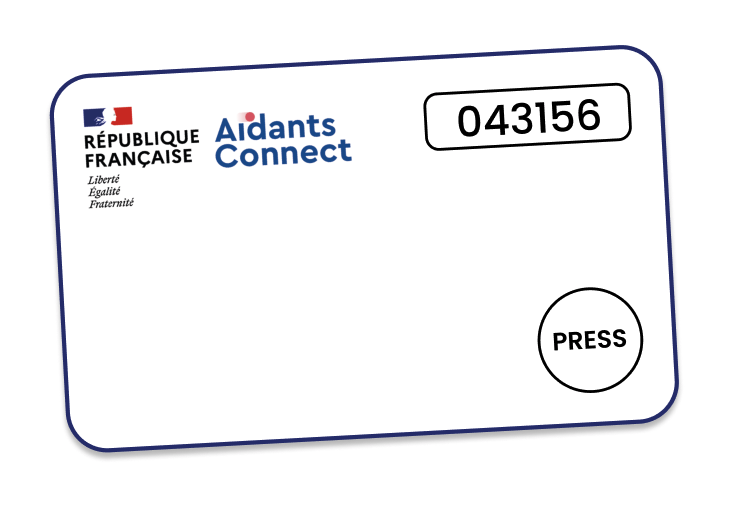 RÉPUBLIQUE
FRANÇAISE
Liberté
Égalité
Fraternité
Aidants
Connect
043156
PRESS